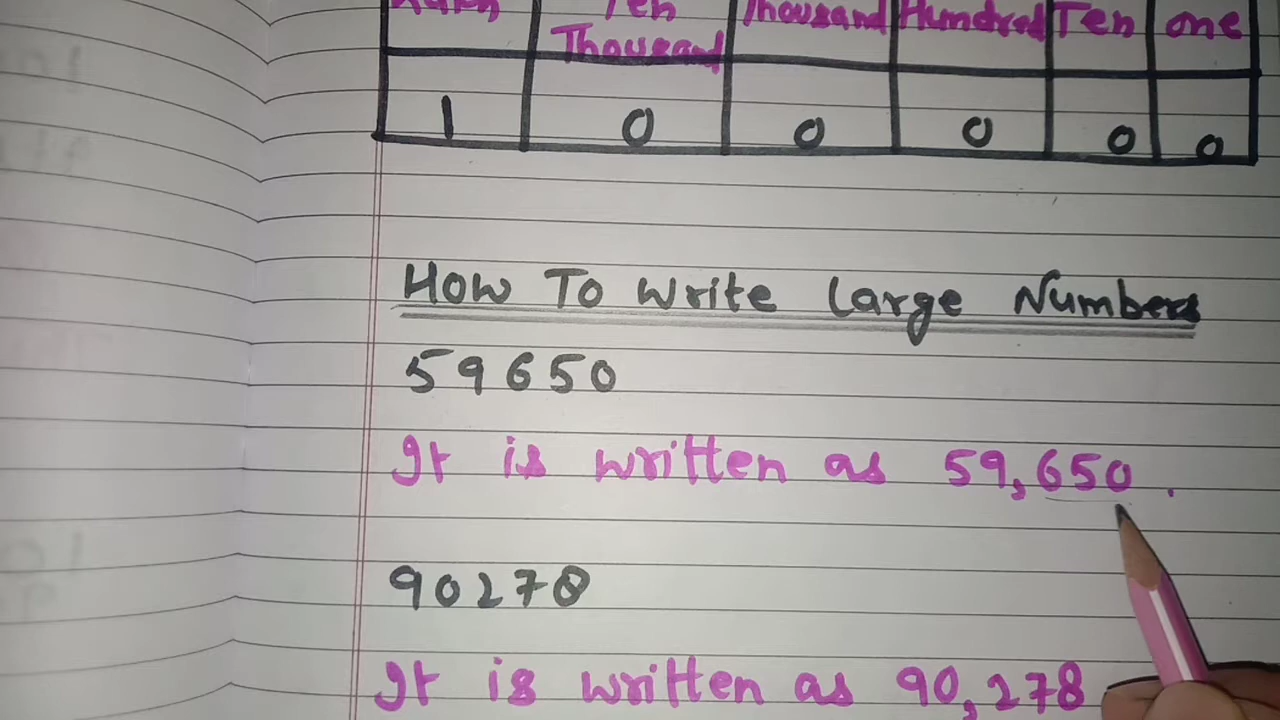 Ten Thousand Hundred Ten one
Thousand
1 0 0 0 0 0
How To Write Large Numbers
59650
It is written as 59,650.
90278
It is written as 90,278